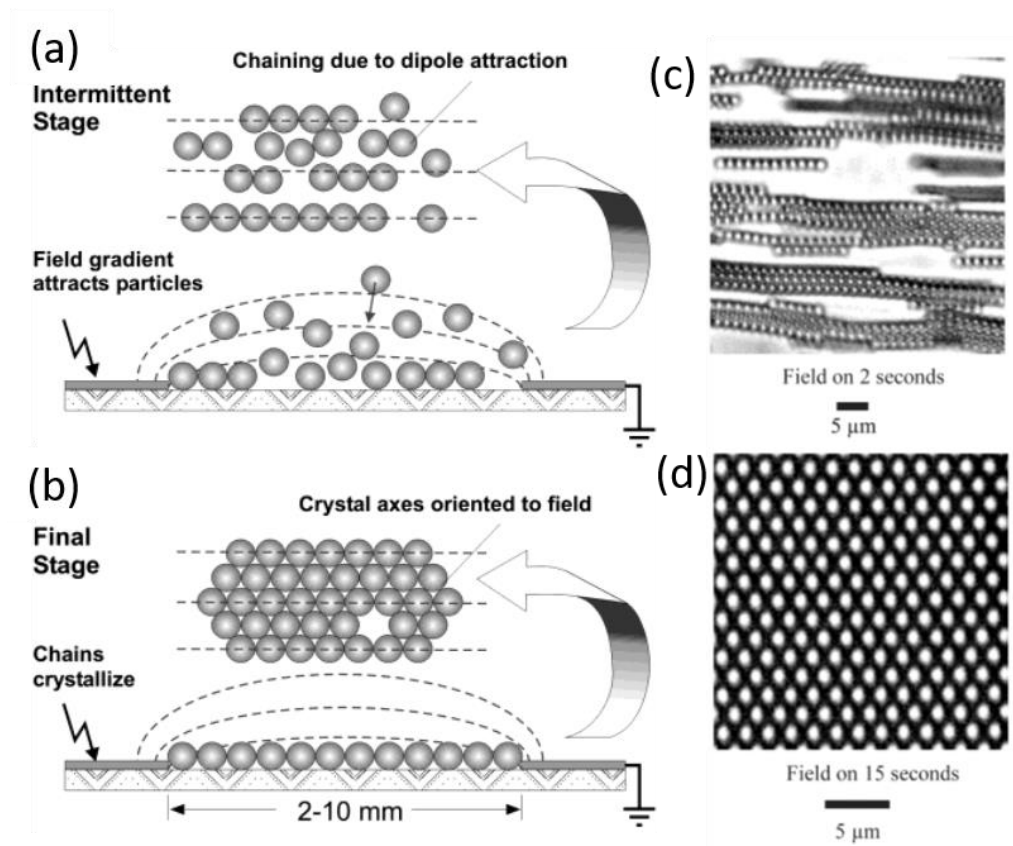 (a)
Chaining due to dipole attraction
Intermittent
Stage
Field gradient
attracts particles
(b)
Crystal axes oriented to field
Final
Stage
Chains
crystallize
2-10 mm
(c)
Field on 2 seconds
5 µm
(d)
Field on 15 seconds
5 µm